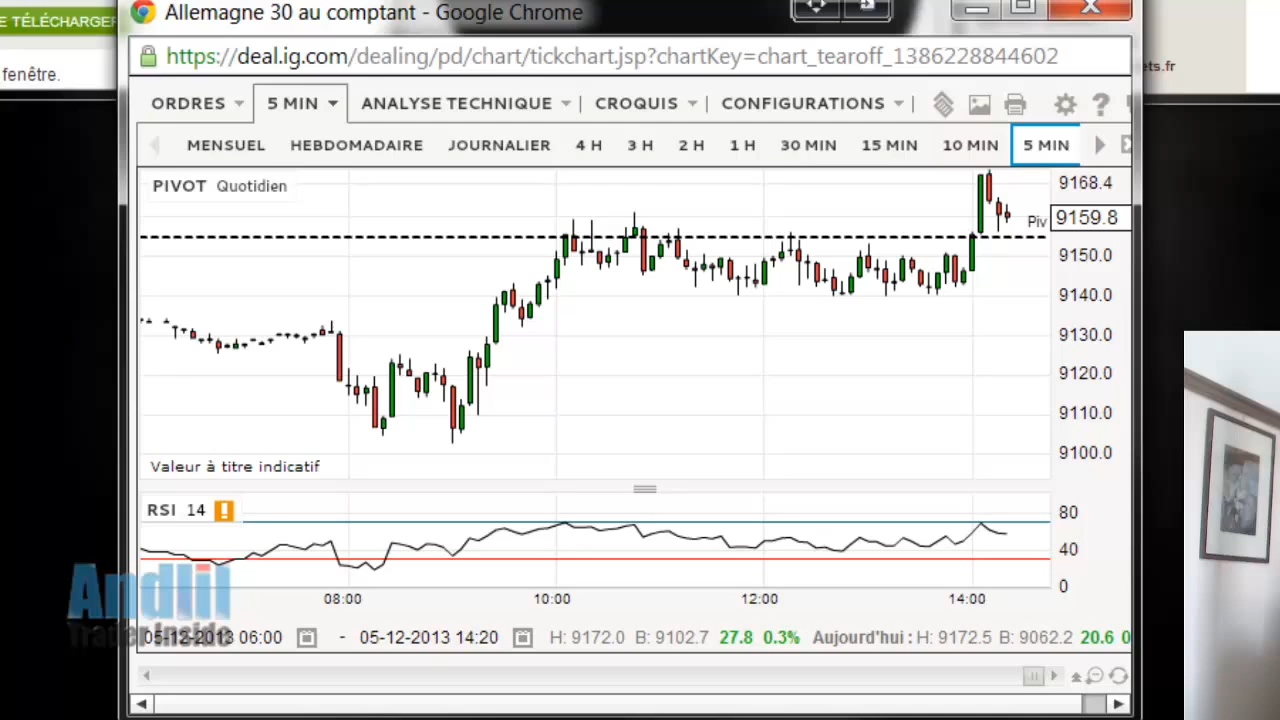 Allemagne 30 au comptant - Google Chrome
E TÉLÉCHARGER
fenêtre.
https://deal.ig.com/dealing/pd/chart/tickchart.jsp?chartKey=chart_tearoff_1386228844602
ets.fr
ORDRES 5 MIN ANALYSE TECHNIQUE | CROQUIS | CONFIGURATIONS | ?
MENSUEL HEBDOMADAIRE JOURNALIER 4 H 3 H 2 H 1 H 30 MIN 15 MIN 10 MIN 5 MIN
PIVOT Quotidien
9168.4
Piv 9159.8
9150.0
9140.0
9130.0
9120.0
9110.0
9100.0
Valeur à titre indicatif
RSI 14 !
80
40
0
08:00 10:00 12:00 14:00
Andlil
Trader Inside
05-12-2013 06:00 - 05-12-2013 14:20 H: 9172.0 B: 9102.7 27.8 0.3% Aujourd'hui : H: 9172.5 B: 9062.2 20.6 0